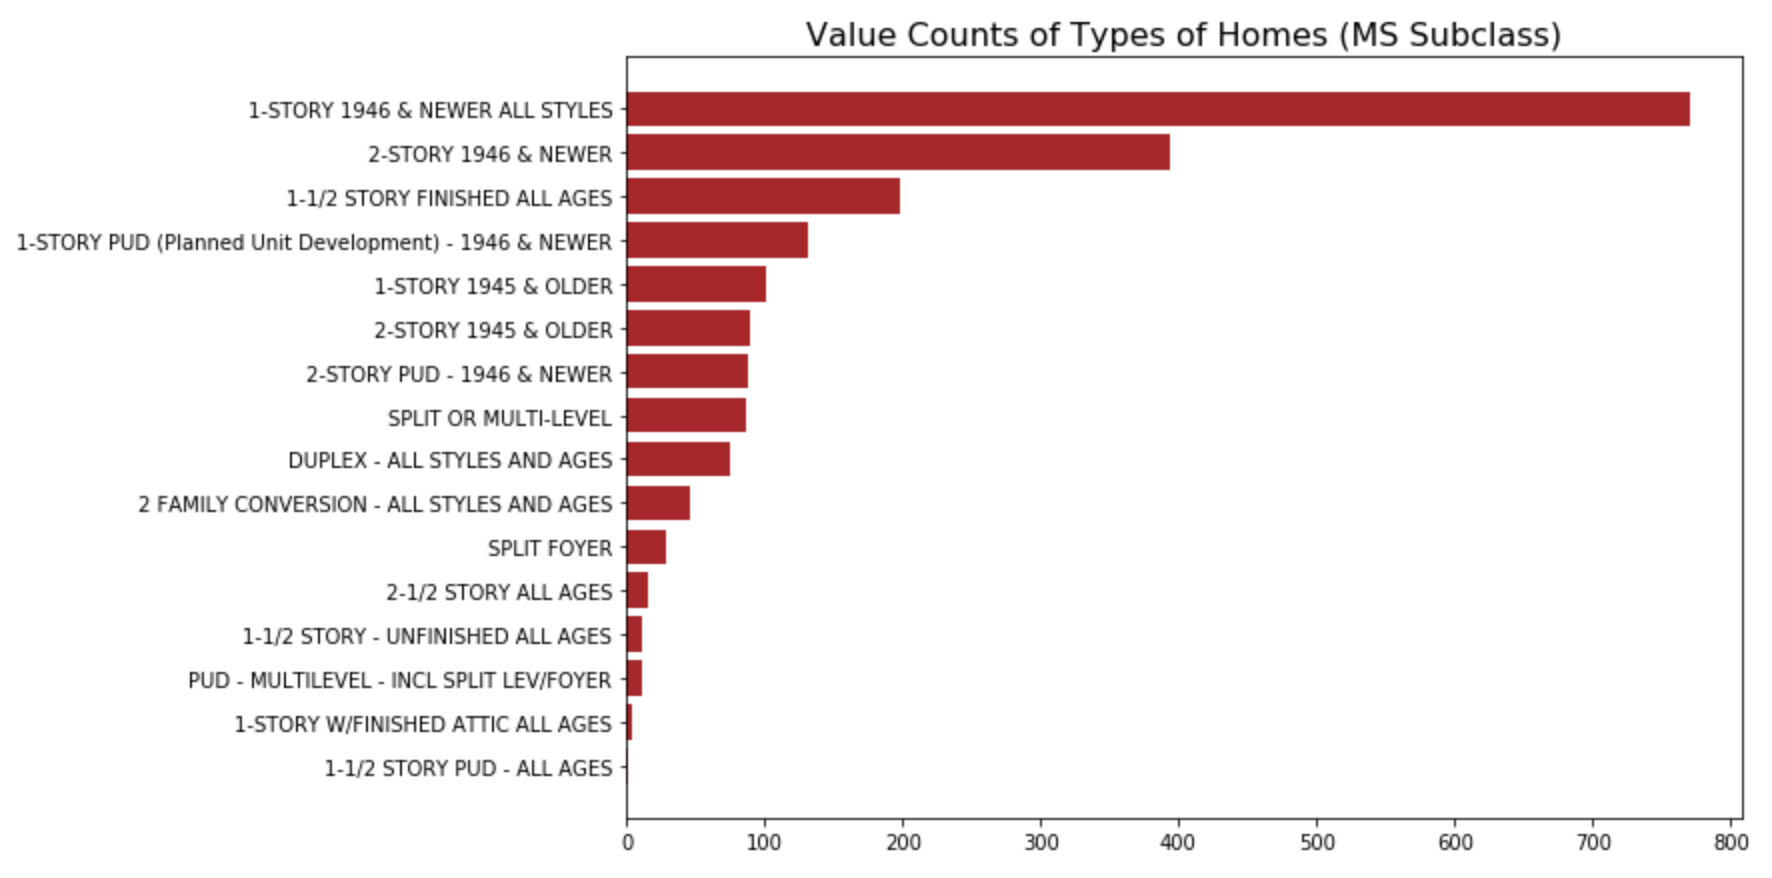 Value Counts of Types of Homes (MS Subclass)
1-STORY 1946 & NEWER ALL STYLES
2-STORY 1946 & NEWER
1-1/2 STORY FINISHED ALL AGES
1-STORY PUD (Planned Unit Development) - 1946 & NEWER
1-STORY 1945 & OLDER
2-STORY 1945 & OLDER
2-STORY PUD - 1946 & NEWER
SPLIT OR MULTI-LEVEL
DUPLEX - ALL STYLES AND AGES
2 FAMILY CONVERSION - ALL STYLES AND AGES
SPLIT FOYER
2-1/2 STORY ALL AGES
1-1/2 STORY - UNFINISHED ALL AGES
PUD - MULTILEVEL - INCL SPLIT LEV/FOYER
1-STORY W/FINISHED ATTIC ALL AGES
1-1/2 STORY PUD - ALL AGES
0 100 200 300 400 500 600 700 800